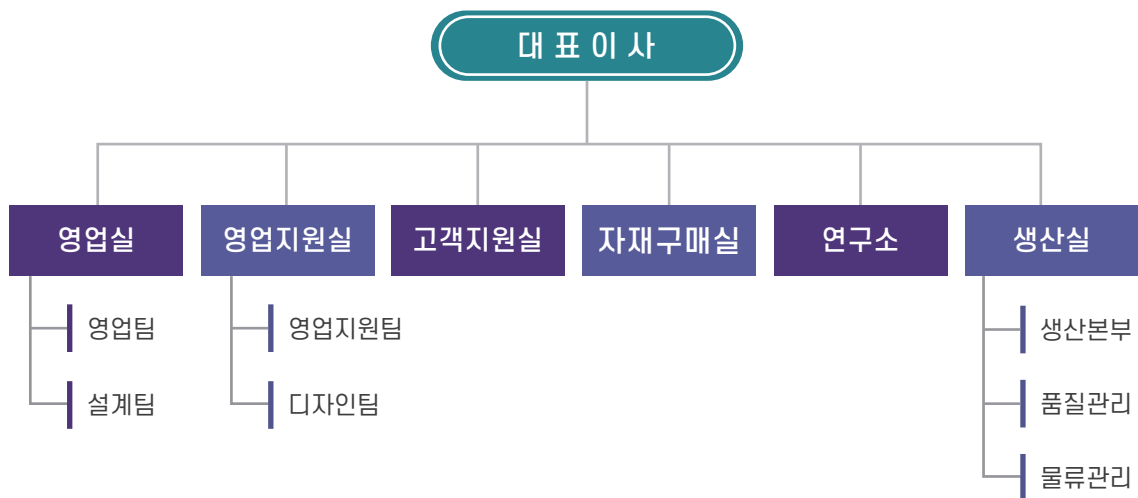 대표이사
영업실
영업지원실
고객지원실
자재구매실
연구소
생산실
영업팀
영업지원팀
생산본부
설계팀
디자인팀
품질관리
물류관리